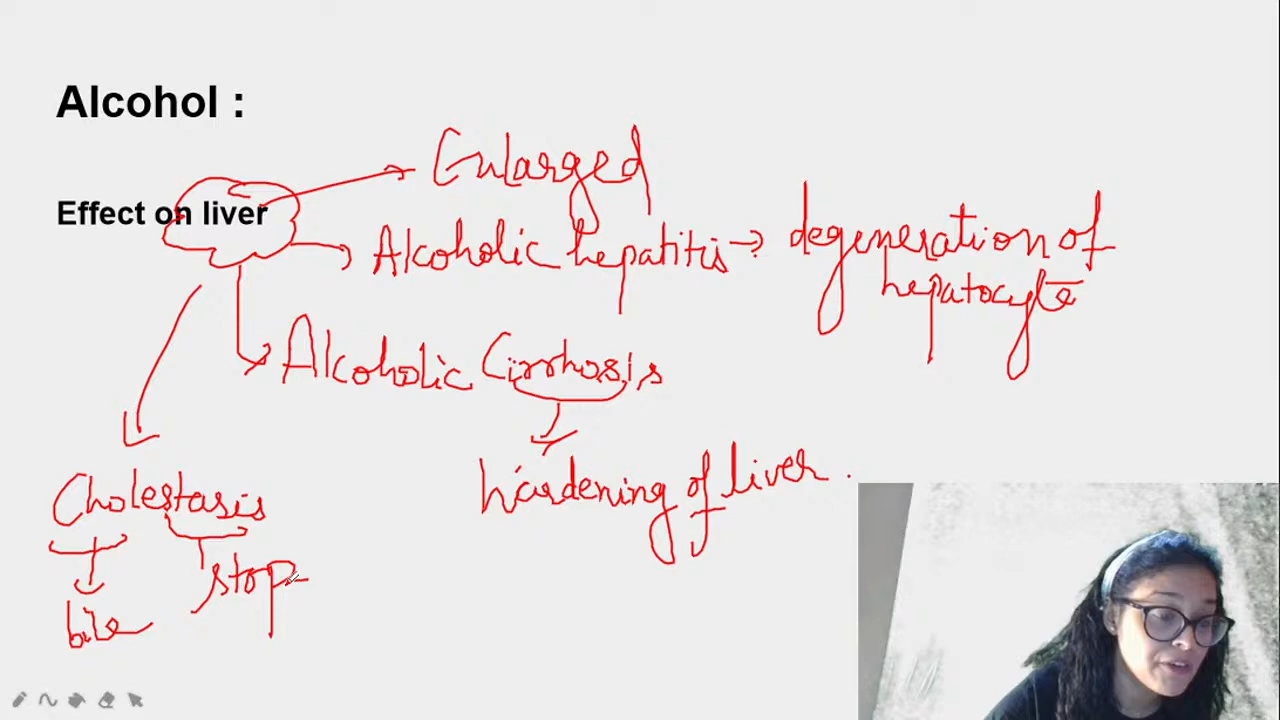 Alcohol :
Enlarged
Effect on liver
Alcoholic hepatitis → degeneration of
hepatocyte
Alcoholic Cirrhosis
hardening of liver.
Cholestasis
stop
bile